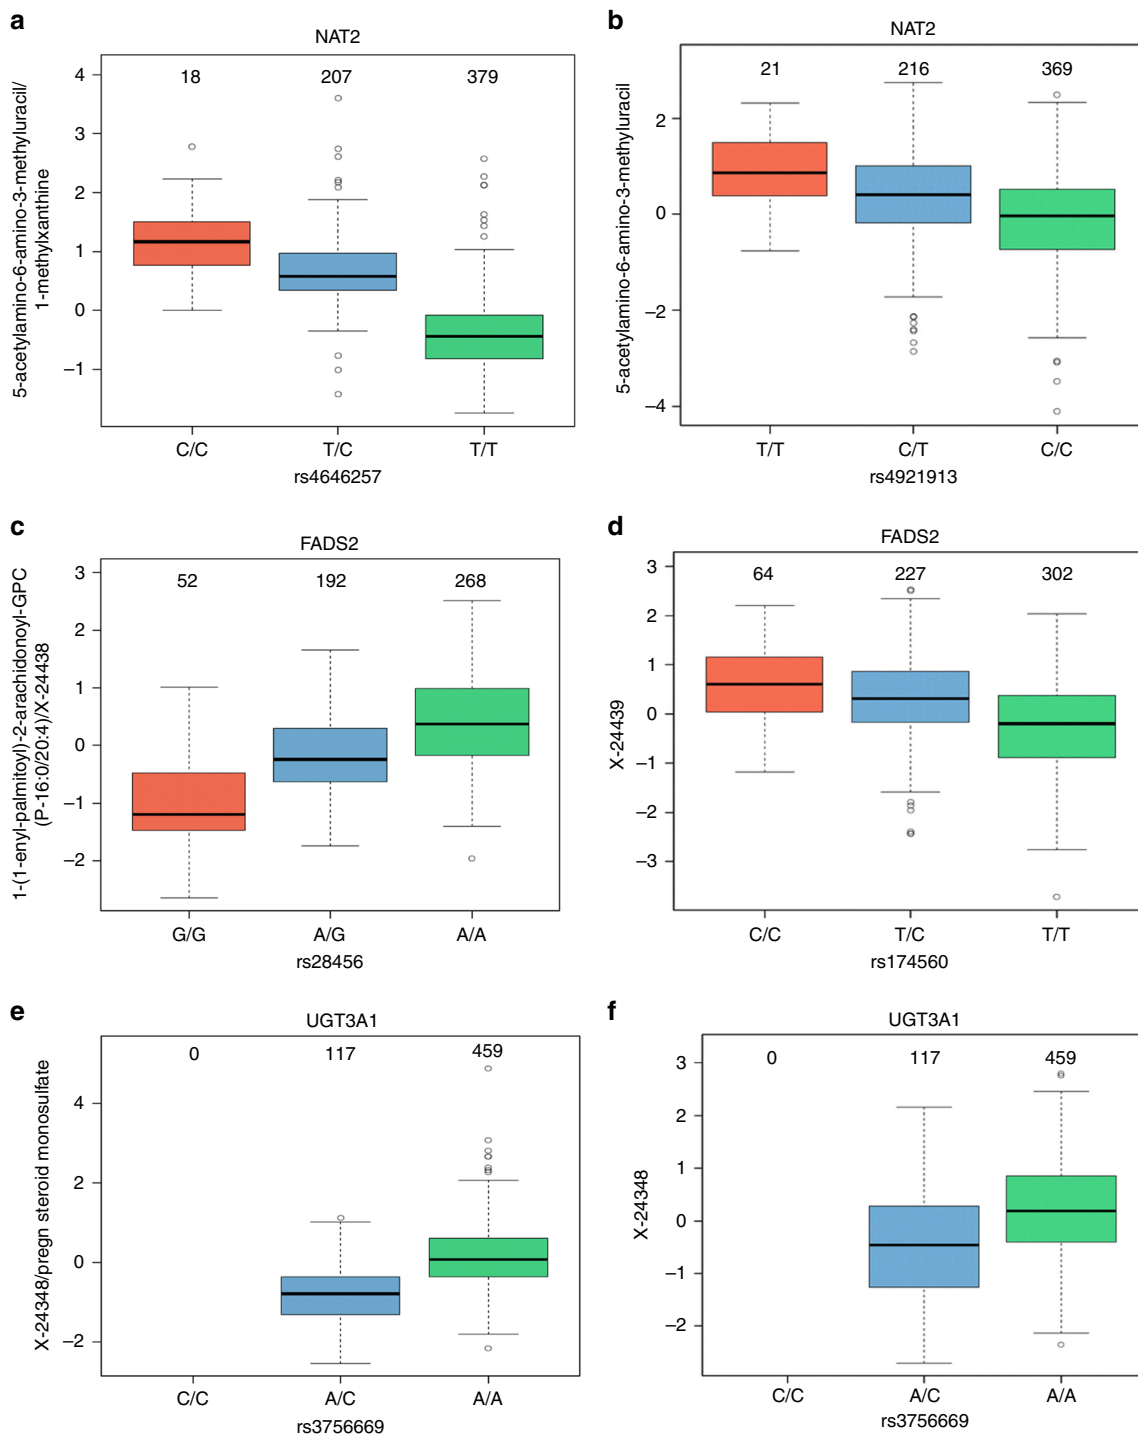 a
NAT2
5-acetylamino-6-amino-3-methyluracil/
1-methylxanthine
4
3
2
1
0
–1
18 207 379
C/C T/C T/T
rs4646257
b
NAT2
5-acetylamino-6-amino-3-methyluracil
2
0
–2
–4
21 216 369
T/T C/T C/C
rs4921913
c
FADS2
1-(1-enyl-palmitoyl)-2-arachidonoyl-GPC
(P-16:0/20:4)/X-24438
3
2
1
0
–1
–2
52 192 268
G/G A/G A/A
rs28456
d
FADS2
X-24439
3
2
1
0
–1
–2
–3
64 227 302
C/C T/C T/T
rs174560
e
UGT3A1
X-24348/pregn steroid monosulfate
4
2
0
–2
0 117 459
C/C A/C A/A
rs3756669
f
UGT3A1
X-24348
3
2
1
0
–1
–2
0 117 459
C/C A/C A/A
rs3756669